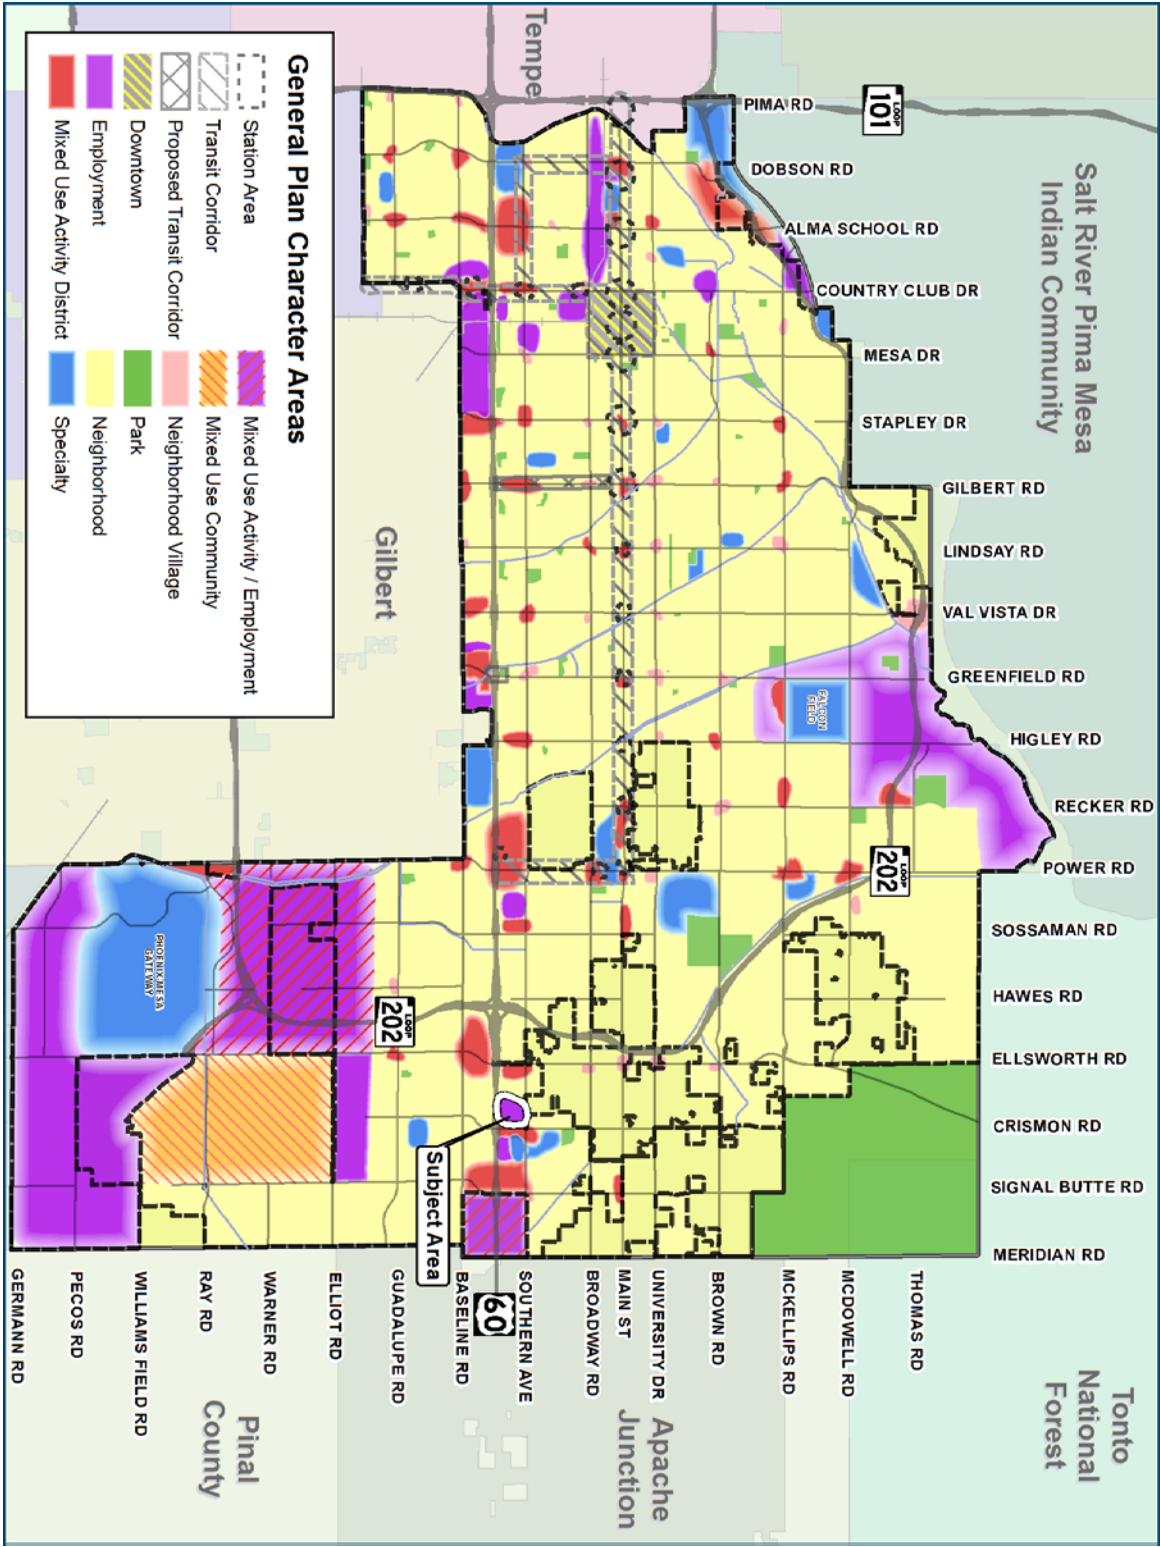 Tempe
LOOP
101
Salt River Pima Mesa
Indian Community
PIMA RD
DOBSON RD
ALMA SCHOOL RD
COUNTRY CLUB DR
MESA DR
STAPLEY DR
GILBERT RD
LINDSAY RD
VAL VISTA DR
GREENFIELD RD
HIGLEY RD
RECKER RD
POWER RD
SOSSAMAN RD
HAWES RD
ELLSWORTH RD
CRISMON RD
SIGNAL BUTTE RD
MERIDIAN RD
General Plan Character Areas
Station Area
Transit Corridor
Proposed Transit Corridor
Downtown
Employment
Mixed Use Activity District
Mixed Use Activity / Employment
Mixed Use Community
Neighborhood Village
Park
Neighborhood
Specialty
Gilbert
FALCON
FIELD
LOOP
202
PHOENIX-MESA
GATEWAY
LOOP
202
Subject Area
60
GERMANN RD
PECOS RD
WILLIAMS FIELD RD
RAY RD
WARNER RD
ELLIOT RD
GUADALUPE RD
BASELINE RD
SOUTHERN AVE
BROADWAY RD
MAIN ST
UNIVERSITY DR
BROWN RD
MCKELLIPS RD
MCDOWELL RD
THOMAS RD
Pinal
County
Apache
Junction
Tonto
National
Forest